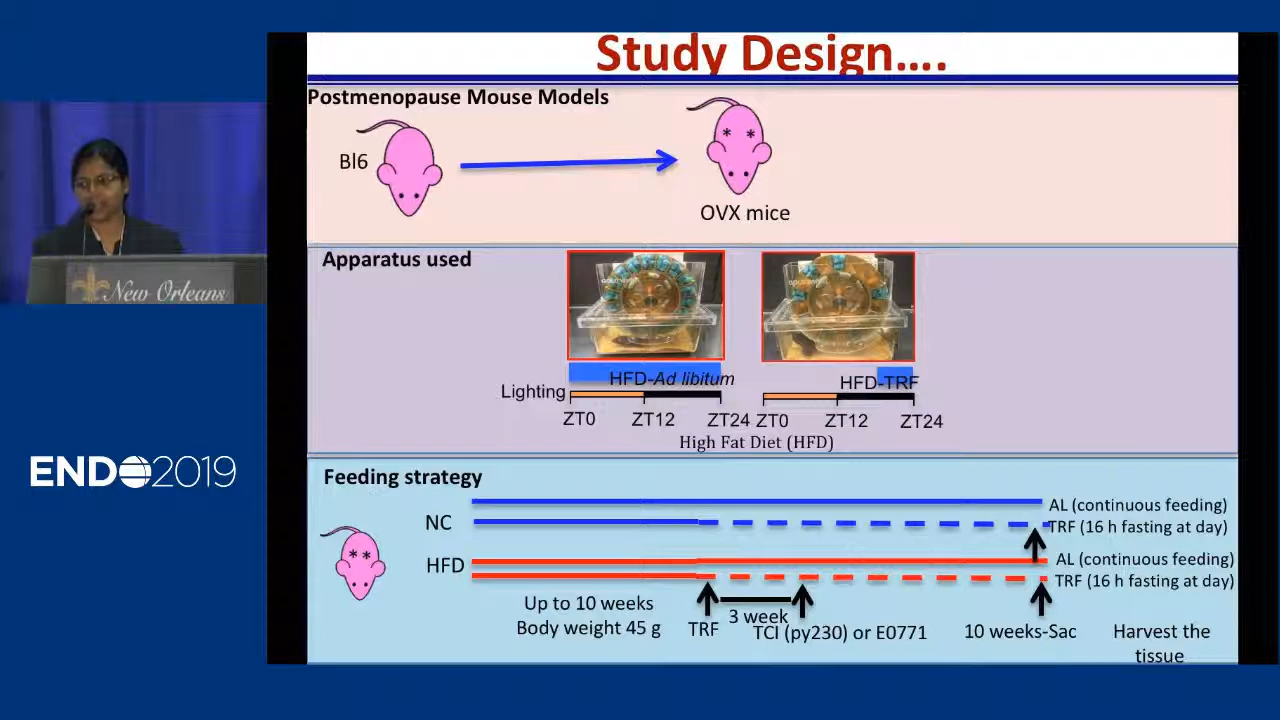 Study Design....
Postmenopause Mouse Models
Bl6
OVX mice
Apparatus used
HFD-Ad libitum
HFD-TRF
Lighting
ZT0 ZT12 ZT24
ZT0 ZT12 ZT24
High Fat Diet (HFD)
Feeding strategy
AL (continuous feeding)
NC
TRF (16 h fasting at day)
AL (continuous feeding)
HFD
TRF (16 h fasting at day)
Up to 10 weeks
Body weight 45 g
TRF
3 week
TCI (py230) or E0771
10 weeks-Sac
Harvest the
tissue
New Orleans
ENDO2019